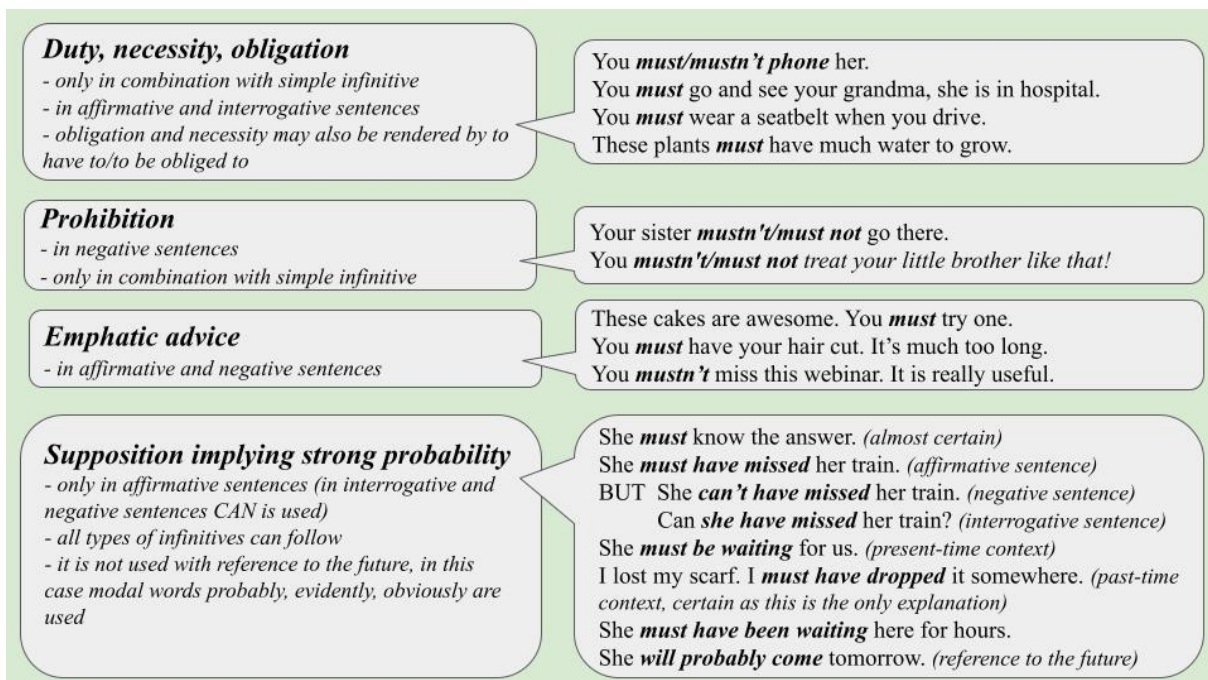 Duty, necessity, obligation
- only in combination with simple infinitive
- in affirmative and interrogative sentences
- obligation and necessity may also be rendered by to
have to/to be obliged to
You must/mustn't phone her.
You must go and see your grandma, she is in hospital.
You must wear a seatbelt when you drive.
These plants must have much water to grow.
Prohibition
- in negative sentences
- only in combination with simple infinitive
Your sister mustn't/must not go there.
You mustn't/must not treat your little brother like that!
Emphatic advice
- in affirmative and negative sentences
These cakes are awesome. You must try one.
You must have your hair cut. It's much too long.
You mustn't miss this webinar. It is really useful.
Supposition implying strong probability
- only in affirmative sentences (in interrogative and
negative sentences CAN is used)
- all types of infinitives can follow
- it is not used with reference to the future, in this
case modal words probably, evidently, obviously are
used
She must know the answer. (almost certain)
She must have missed her train. (affirmative sentence)
BUT She can't have missed her train. (negative sentence)
Can she have missed her train? (interrogative sentence)
She must be waiting for us. (present-time context)
I lost my scarf. I must have dropped it somewhere. (past-time
context, certain as this is the only explanation)
She must have been waiting here for hours.
She will probably come tomorrow. (reference to the future)